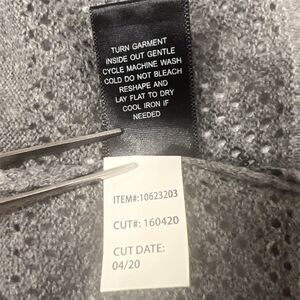 TURN GARMENT
INSIDE OUT GENTLE
CYCLE MACHINE WASH
COLD DO NOT BLEACH
RESHAPE AND
LAY FLAT TO DRY
COOL IRON IF
NEEDED
ITEM#:10623203
CUT#: 160420
CUT DATE:
04/20